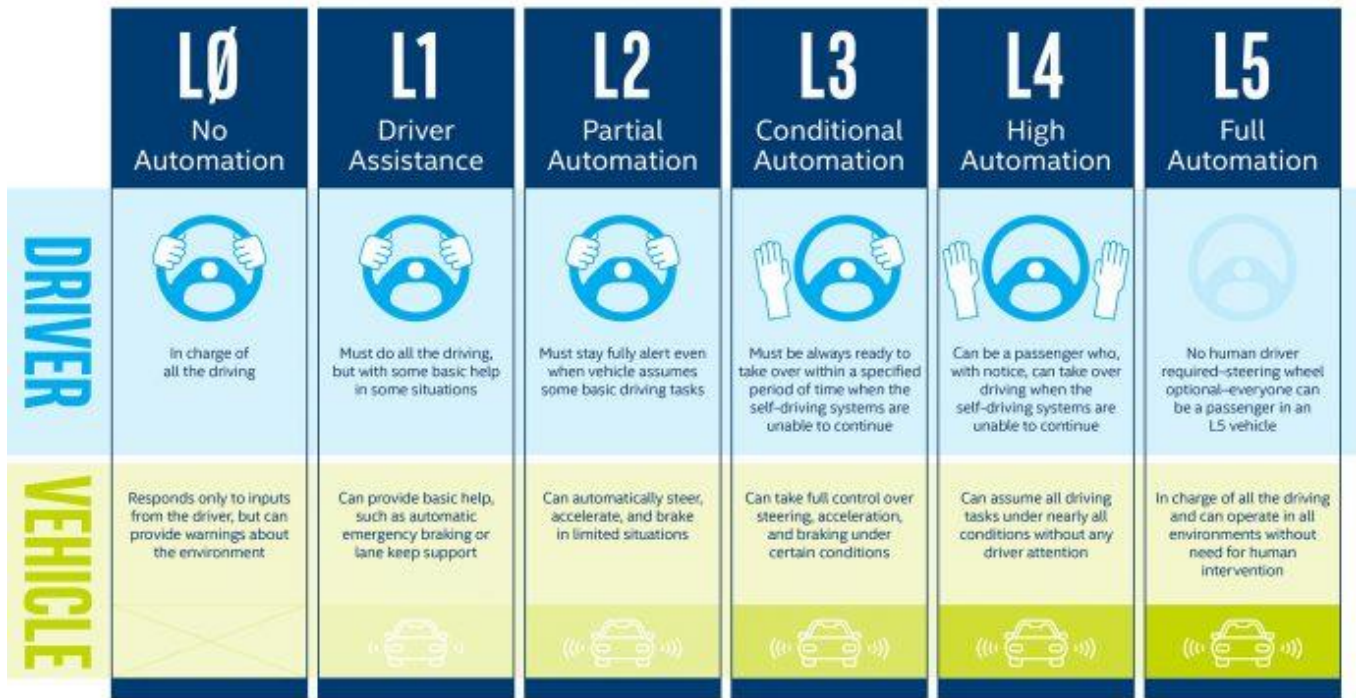 LØ
No
Automation
L1
Driver
Assistance
L2
Partial
Automation
L3
Conditional
Automation
L4
High
Automation
L5
Full
Automation
DRIVER
In charge of
all the driving
Must do all the driving,
but with some basic help
in some situations
Must stay fully alert even
when vehicle assumes
some basic driving tasks
Must be always ready to
take over within a specified
period of time when the
self-driving systems are
unable to continue
Can be a passenger who,
with notice, can take over
driving when the
self-driving systems are
unable to continue
No human driver
required–steering wheel
optional–everyone can
be a passenger in an
L5 vehicle
VEHICLE
Responds only to inputs
from the driver, but can
provide warnings about
the environment
Can provide basic help,
such as automatic
emergency braking or
lane keep support
Can automatically steer,
accelerate, and brake
in limited situations
Can take full control over
steering, acceleration,
and braking under
certain conditions
Can assume all driving
tasks under nearly all
conditions without any
driver attention
In charge of all the driving
and can operate in all
environments without
need for human
intervention